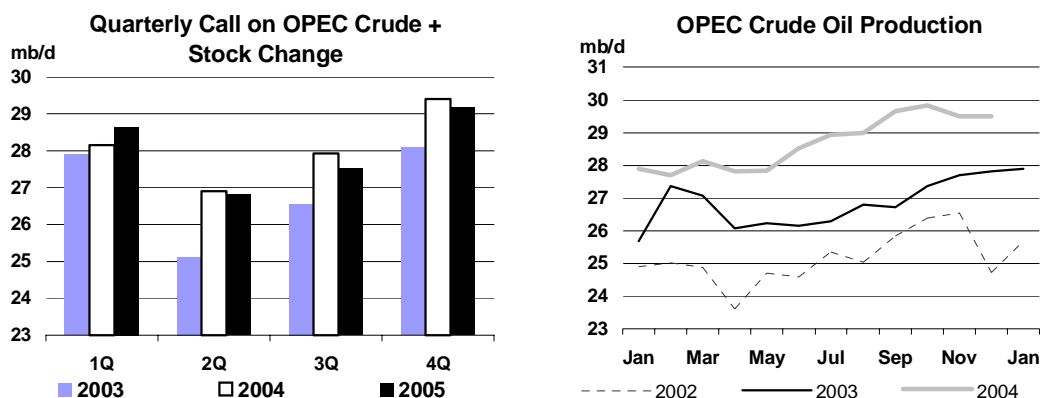 Quarterly Call on OPEC Crude +
Stock Change
mb/d
30
29
28
27
26
25
24
23
1Q 2Q 3Q 4Q
2003 2004 2005
OPEC Crude Oil Production
mb/d
31
30
29
28
27
26
25
24
23
Jan Mar May Jul Sep Nov Jan
2002 2003 2004